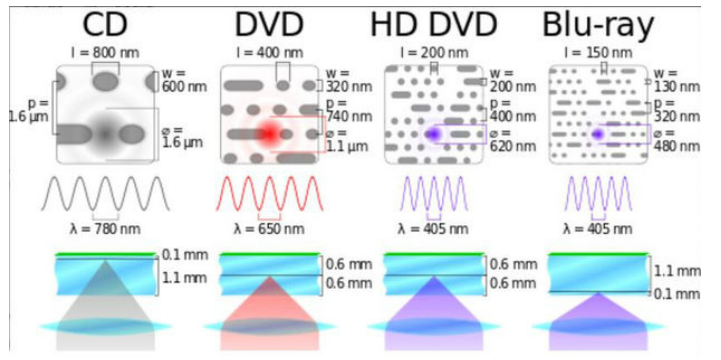 CD
DVD
HD DVD
Blu-ray
l = 800 nm
l = 400 nm
l = 200 nm
l = 150 nm
w =
600 nm
p =
1.6 µm
⌀ =
1.6 µm
w =
320 nm
p =
740 nm
⌀ =
1.1 µm
w =
200 nm
p =
400 nm
⌀ =
620 nm
w =
130 nm
p =
320 nm
⌀ =
480 nm
λ = 780 nm
λ = 650 nm
λ = 405 nm
λ = 405 nm
0.1 mm
1.1 mm
0.6 mm
0.6 mm
0.6 mm
0.6 mm
1.1 mm
0.1 mm